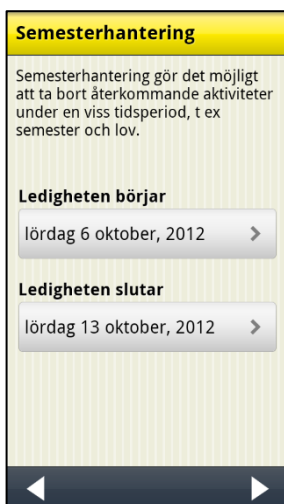 Semesterhantering
Semesterhantering gör det möjligt
att ta bort återkommande aktiviteter
under en viss tidsperiod, t ex
semester och lov.
Ledigheten börjar
lördag 6 oktober, 2012
Ledigheten slutar
lördag 13 oktober, 2012